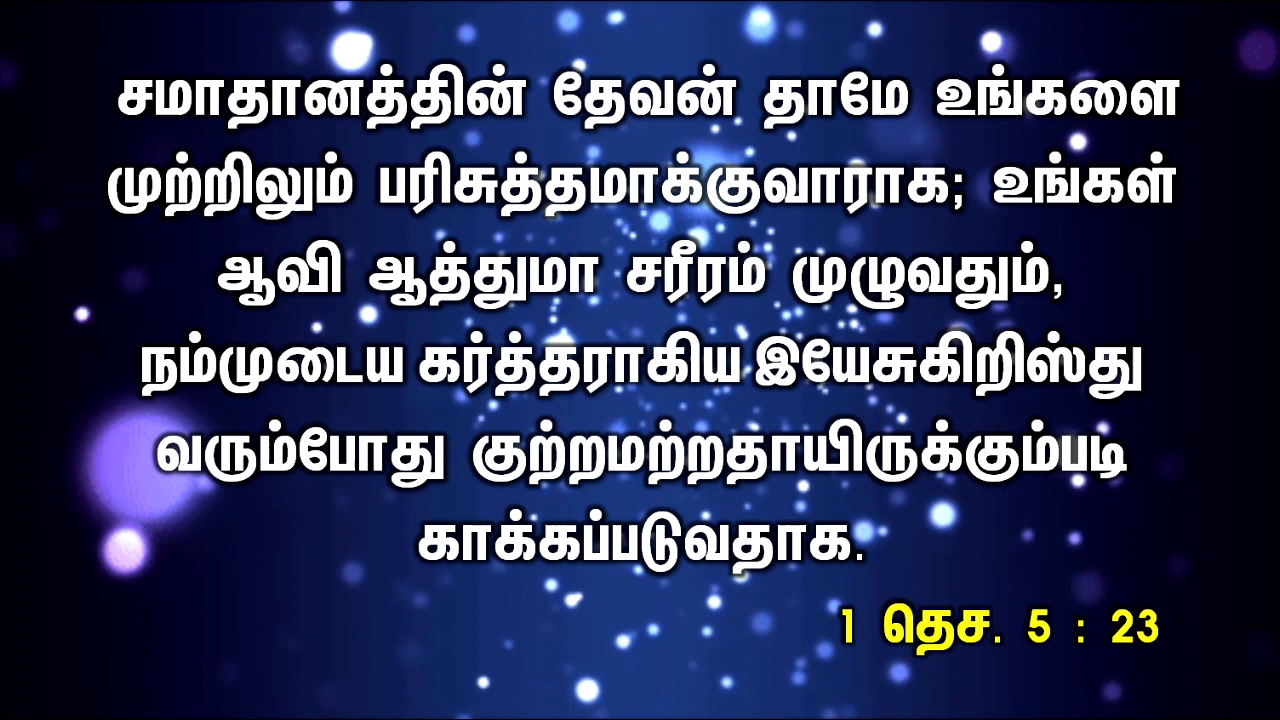 சமாதானத்தின் தேவன் தாமே உங்களை
முற்றிலும் பரிசுத்தமாக்குவாராக; உங்கள்
ஆவி ஆத்துமா சரீரம் முழுவதும்,
நம்முடைய கர்த்தராகிய இயேசுகிறிஸ்து
வரும்போது குற்றமற்றதாயிருக்கும்படி
காக்கப்படுவதாக.
1 தெச. 5 : 23